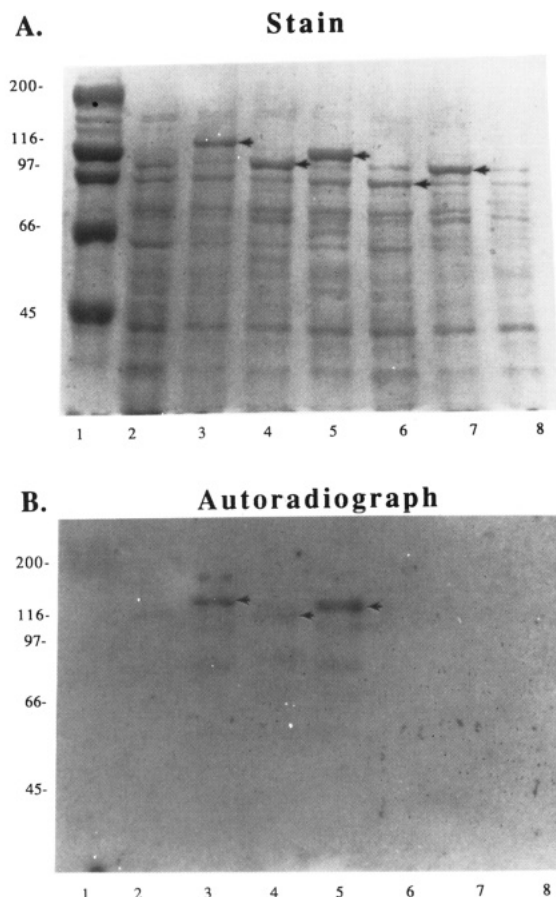 A. Stain
200-
116-
97-
66-
45
1 2 3 4 5 6 7 8
B. Autoradiograph
200-
116-
97-
66-
45-
1 2 3 4 5 6 7 8